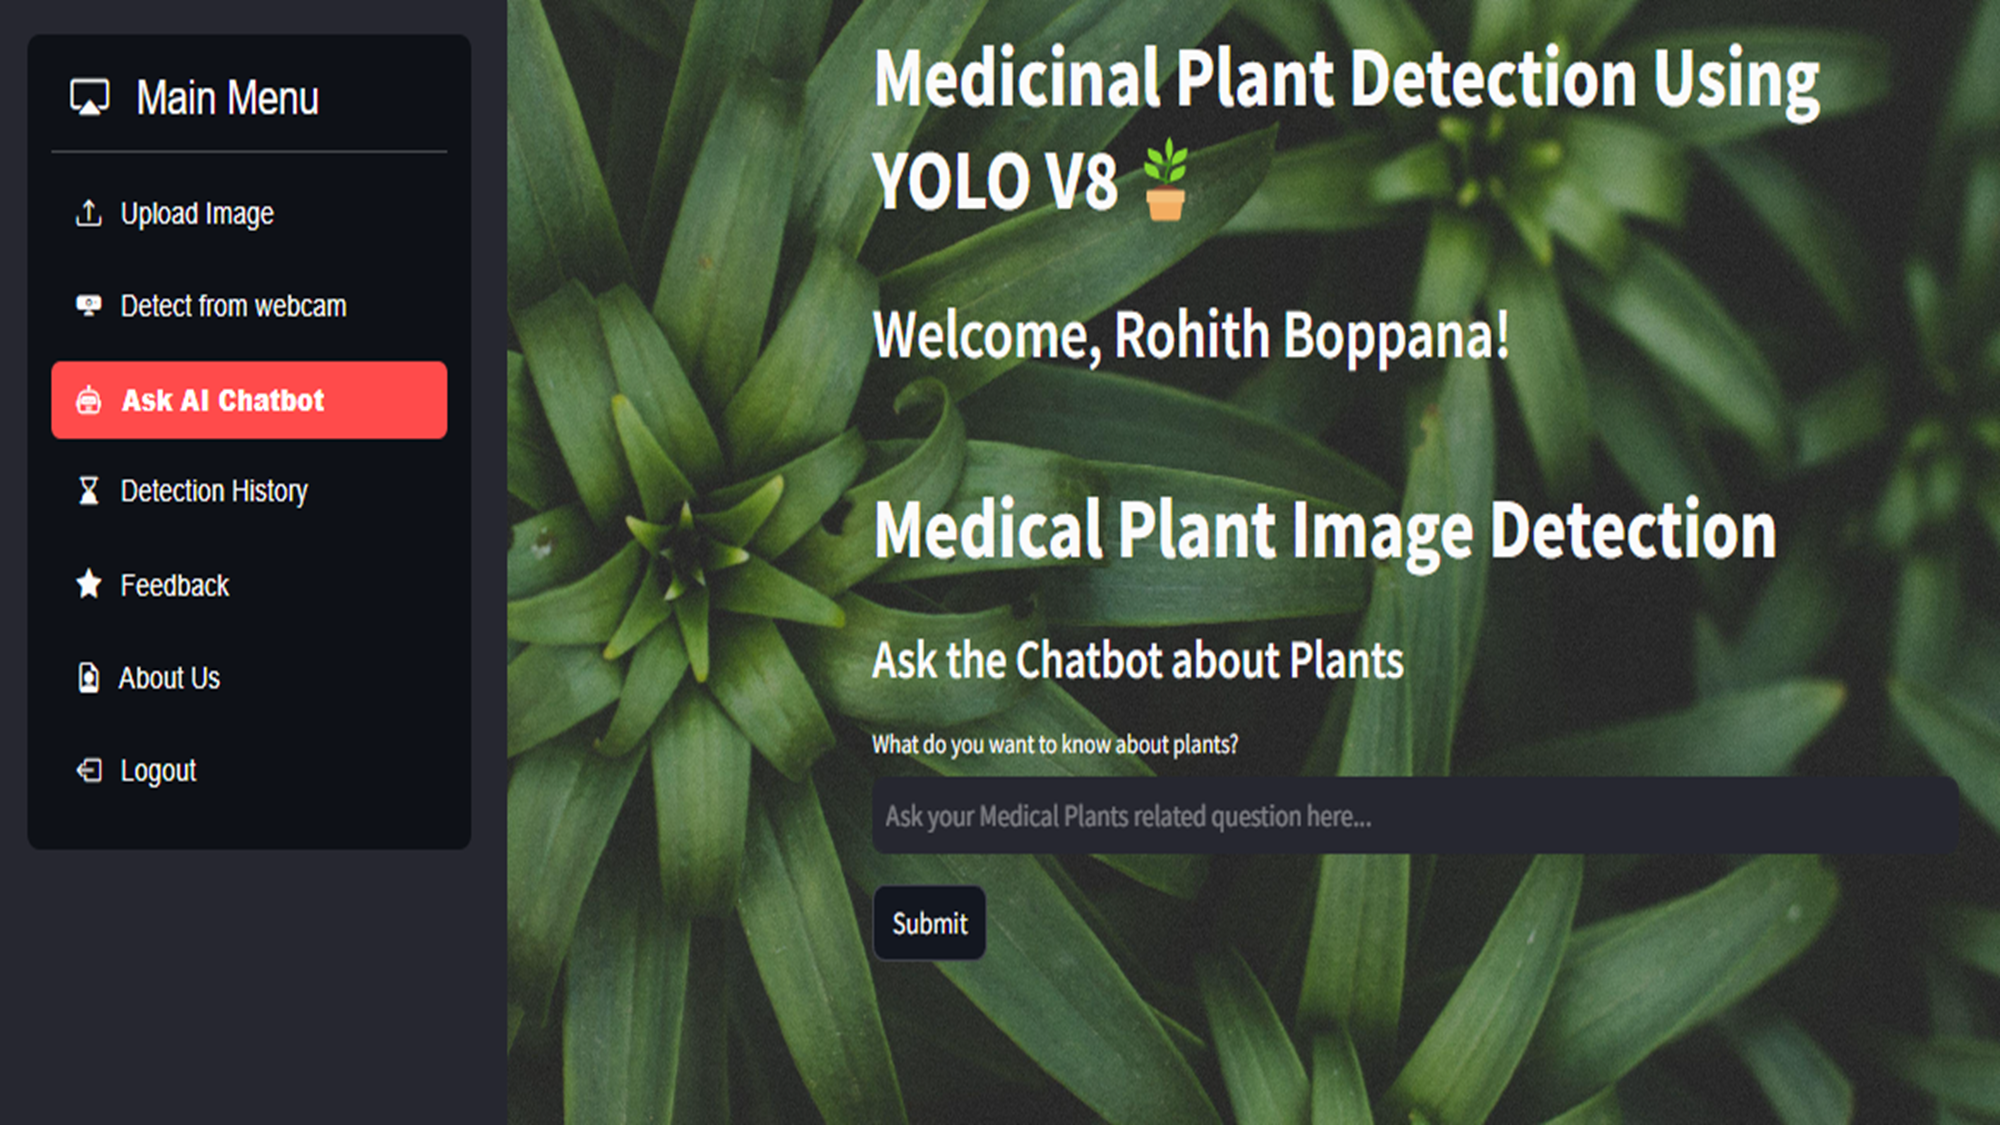 Main Menu
Upload Image
Detect from webcam
Ask AI Chatbot
Detection History
Feedback
About Us
Logout
Medicinal Plant Detection Using
YOLO V8
Welcome, Rohith Boppana!
Medical Plant Image Detection
Ask the Chatbot about Plants
What do you want to know about plants?
Ask your Medical Plants related question here...
Submit